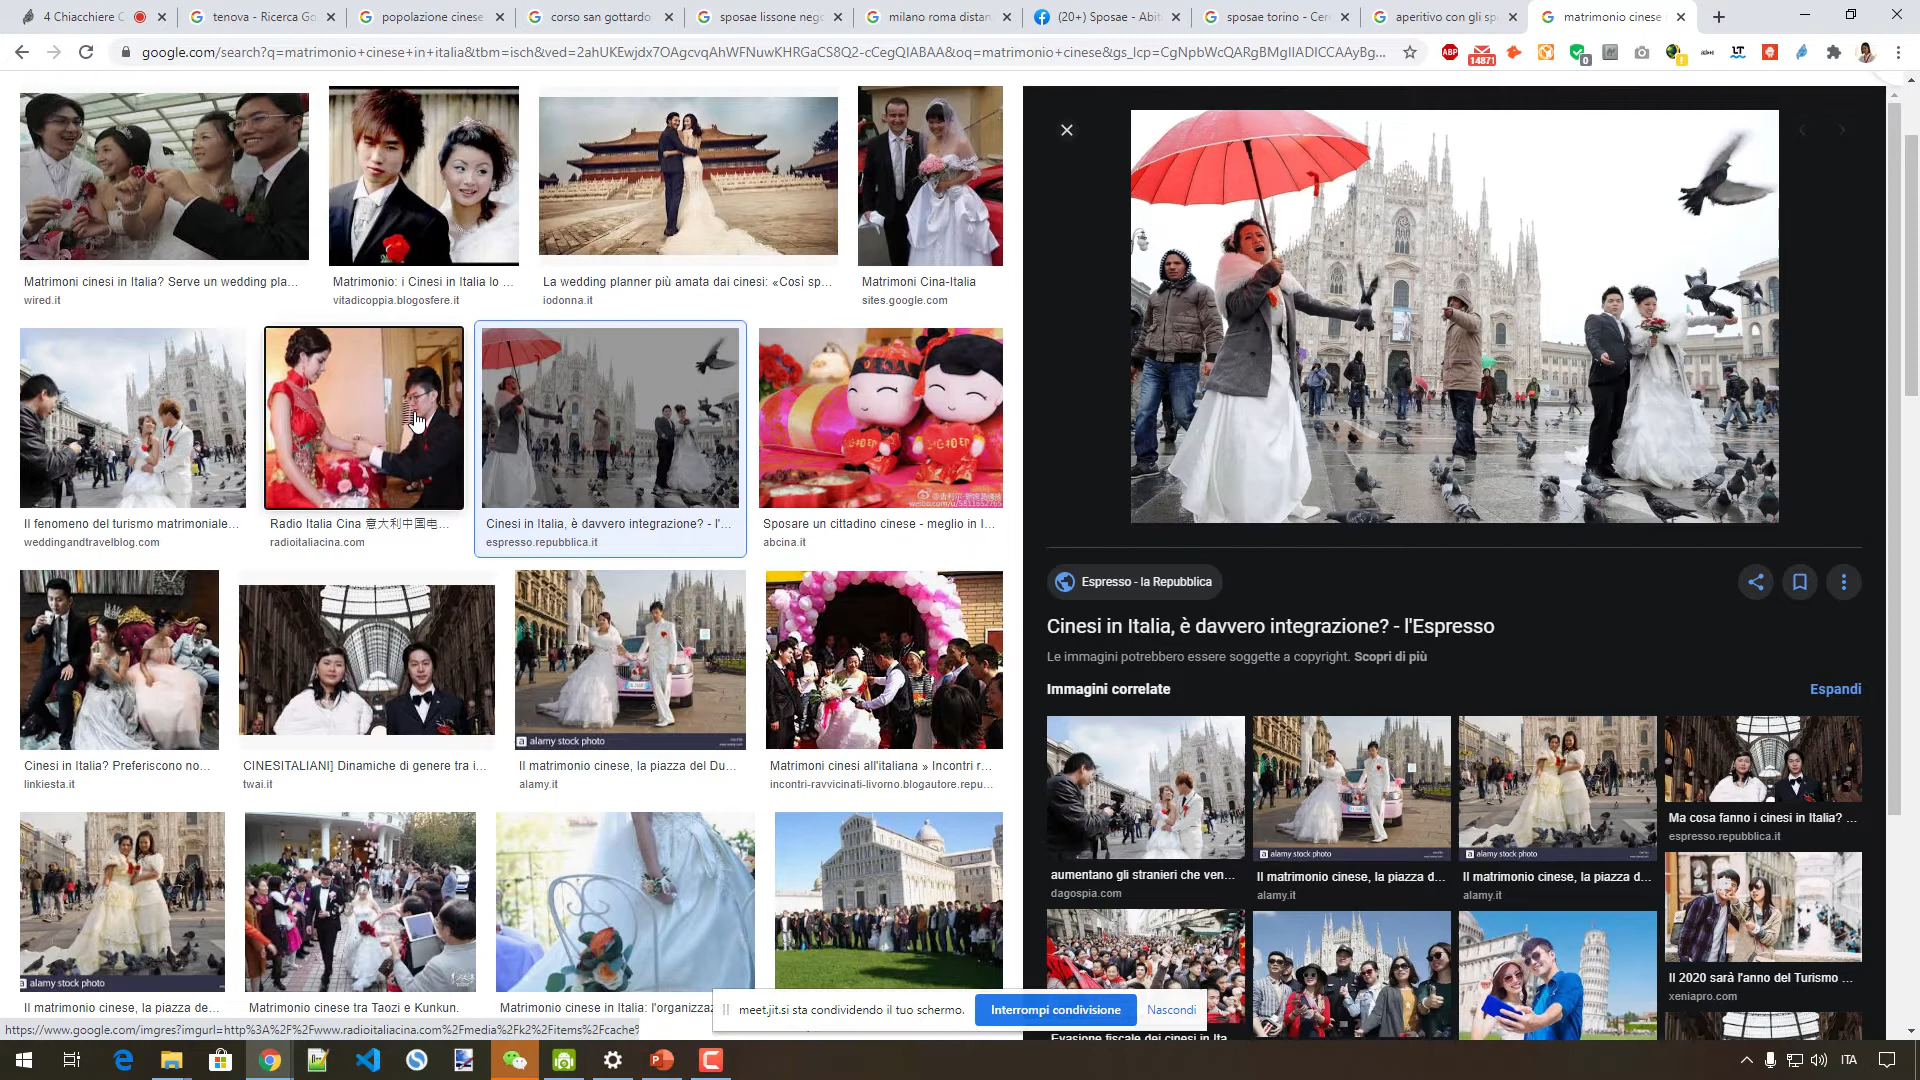 4 Chiacchiere C
tenova - Ricerca Go
popolazione cinese
corso san gottardo
sposae lissone nego
milano roma distan
(20+) Sposae - Abit
sposae torino - Cer
aperitivo con gli sp
matrimonio cinese
google.com/search?q=matrimonio+cinese+in+italia&tbm=isch&ved=2ahUKEwjdx7OAgcvqAhWFNuwKHRGaCS8Q2-cCegQIABAA&oq=matrimonio+cinese&gs_lcp=CgNpbWcQARgBMgIIADICCAAyBg...
ABP
14871
0
Matrimoni cinesi in Italia? Serve un wedding pla...
wired.it
Matrimonio: i Cinesi in Italia lo ...
vitadicoppia.blogosfere.it
La wedding planner più amata dai cinesi: «Così sp...
iodonna.it
Matrimoni Cina-Italia
sites.google.com
Il fenomeno del turismo matrimoniale...
weddingandtravelblog.com
Radio Italia Cina 意大利中国电...
radioitaliacina.com
Cinesi in Italia, è davvero integrazione? - l'...
espresso.repubblica.it
Sposare un cittadino cinese - meglio in I...
abcina.it
Cinesi in Italia? Preferiscono no...
linkiesta.it
CINESITALIANI] Dinamiche di genere tra i...
twai.it
a alamy stock photo
Il matrimonio cinese, la piazza del Du...
alamy.it
Matrimoni cinesi all'italiana » Incontri r...
incontri-ravvicinati-livorno.blogautore.repu...
a alamy stock photo
Il matrimonio cinese, la piazza de...
Matrimonio cinese tra Taozi e Kunkun.
Matrimonio cinese in Italia: l'organizzaz
Espresso - la Repubblica
Cinesi in Italia, è davvero integrazione? - l'Espresso
Le immagini potrebbero essere soggette a copyright. Scopri di più
Immagini correlate
Espandi
aumentano gli stranieri che ven...
dagospia.com
a alamy stock photo
Il matrimonio cinese, la piazza d...
alamy.it
a alamy stock photo
Il matrimonio cinese, la piazza d...
alamy.it
Ma cosa fanno i cinesi in Italia? ...
espresso.repubblica.it
Il 2020 sarà l'anno del Turismo ...
xeniapro.com
Evasione fiscale dei cinesi in Ita
meet.jit.si sta condividendo il tuo schermo.
Interrompi condivisione
Nascondi
https://www.google.com/imgres?imgurl=http%3A%2F%2Fwww.radioitaliacina.com%2Fmedia%2Fk2%2Fitems%2Fcache%
ITA